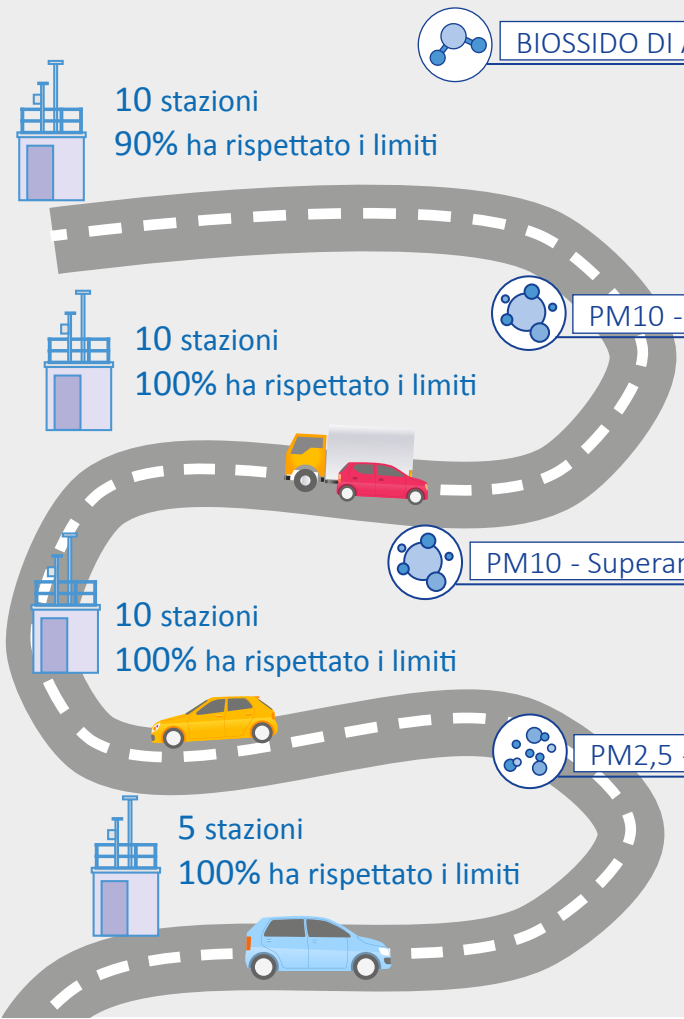 BIOSSIDO DI
10 stazioni
90% ha rispettato i limiti
PM10 -
10 stazioni
100% ha rispettato i limiti
PM10 -
10 stazioni
100% ha rispettato i limiti
PM2,5 -
5 stazioni
100% ha rispettato i limiti